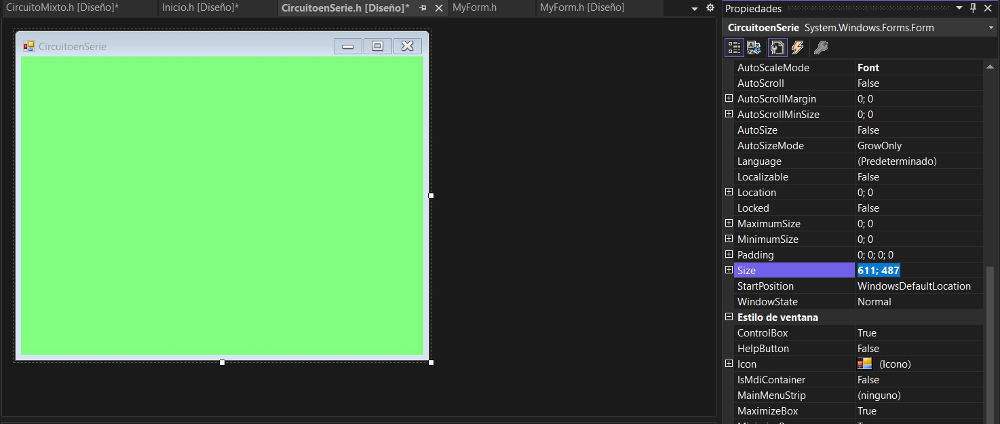 CircuitoMixto.h [Diseño]* Inicio.h [Diseño]* CircuitoenSerie.h [Diseño]* MyForm.h MyForm.h [Diseño]
CircuitoenSerie
Propiedades
CircuitoenSerie System.Windows.Forms.Form
AutoScaleMode Font
AutoScroll False
AutoScrollMargin 0; 0
AutoScrollMinSize 0; 0
AutoSize False
AutoSizeMode GrowOnly
Language (Predeterminado)
Localizable False
Location 0; 0
Locked False
MaximumSize 0; 0
MinimumSize 0; 0
Padding 0; 0; 0; 0
Size 611; 487
StartPosition WindowsDefaultLocation
WindowState Normal
Estilo de ventana
ControlBox True
HelpButton False
Icon (Icono)
IsMdiContainer False
MainMenuStrip (ninguno)
MaximizeBox True